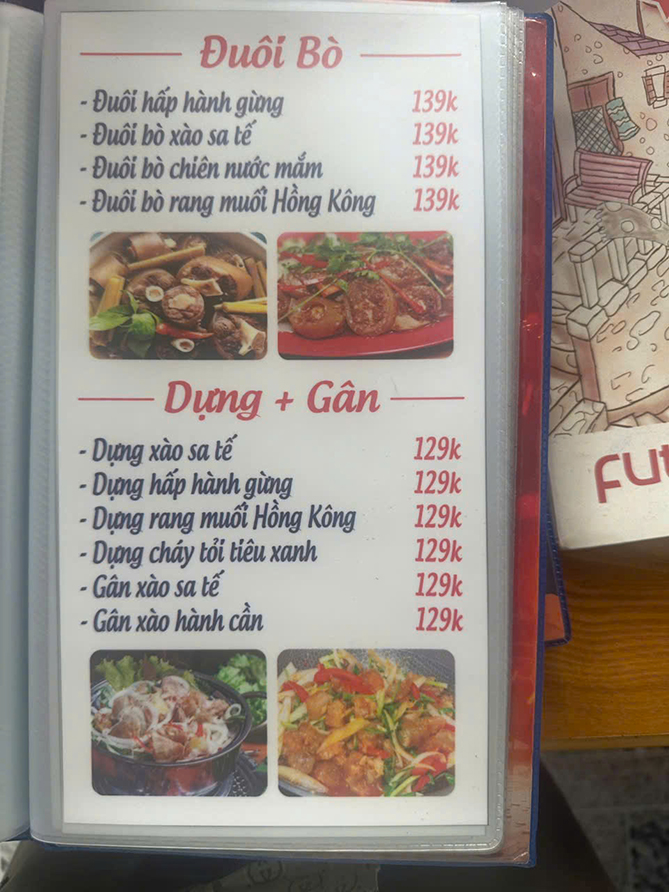 Đuôi Bò
- Đuôi hấp hành gừng 139k
- Đuôi bò xào sa tế 139k
- Đuôi bò chiên nước mắm 139k
- Đuôi bò rang muối Hồng Kông 139k
Dựng + Gân
- Dựng xào sa tế 129k
- Dựng hấp hành gừng 129k
- Dựng rang muối Hồng Kông 129k
- Dựng cháy tỏi tiêu xanh 129k
- Gân xào sa tế 129k
- Gân xào hành cần 129k